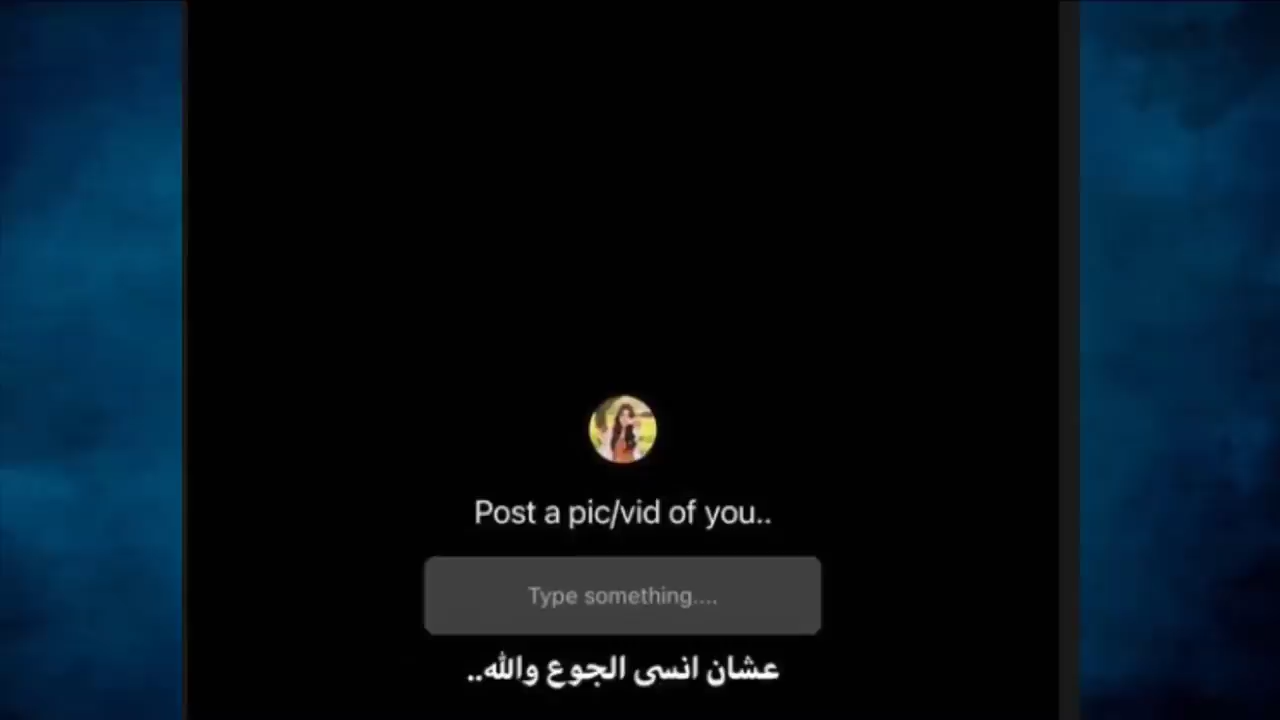 Post a pic/vid of you..
Type something....
عشان انسى الجوع والله..